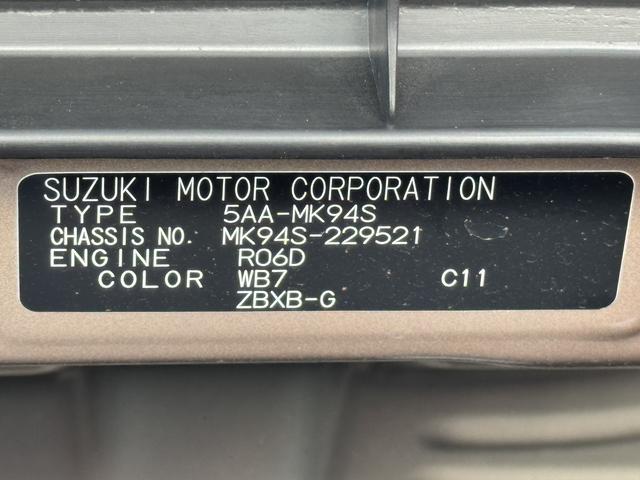 SUZUKI MOTOR CORPORATION
TYPE 5AA-MK94S
CHASSIS NO. MK94S-229521
ENGINE R06D
COLOR WB7 C11
ZBXB-G